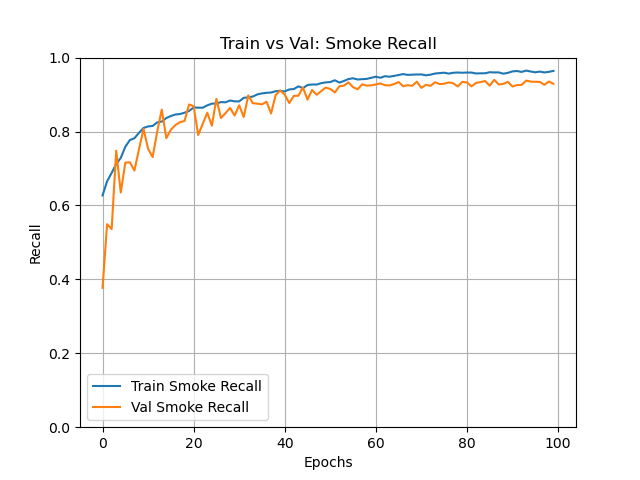 Train vs Val: Smoke Recall
1.0
0.8
0.6
0.4
0.2
0.0
Recall
Train Smoke Recall
Val Smoke Recall
0 20 40 60 80 100
Epochs